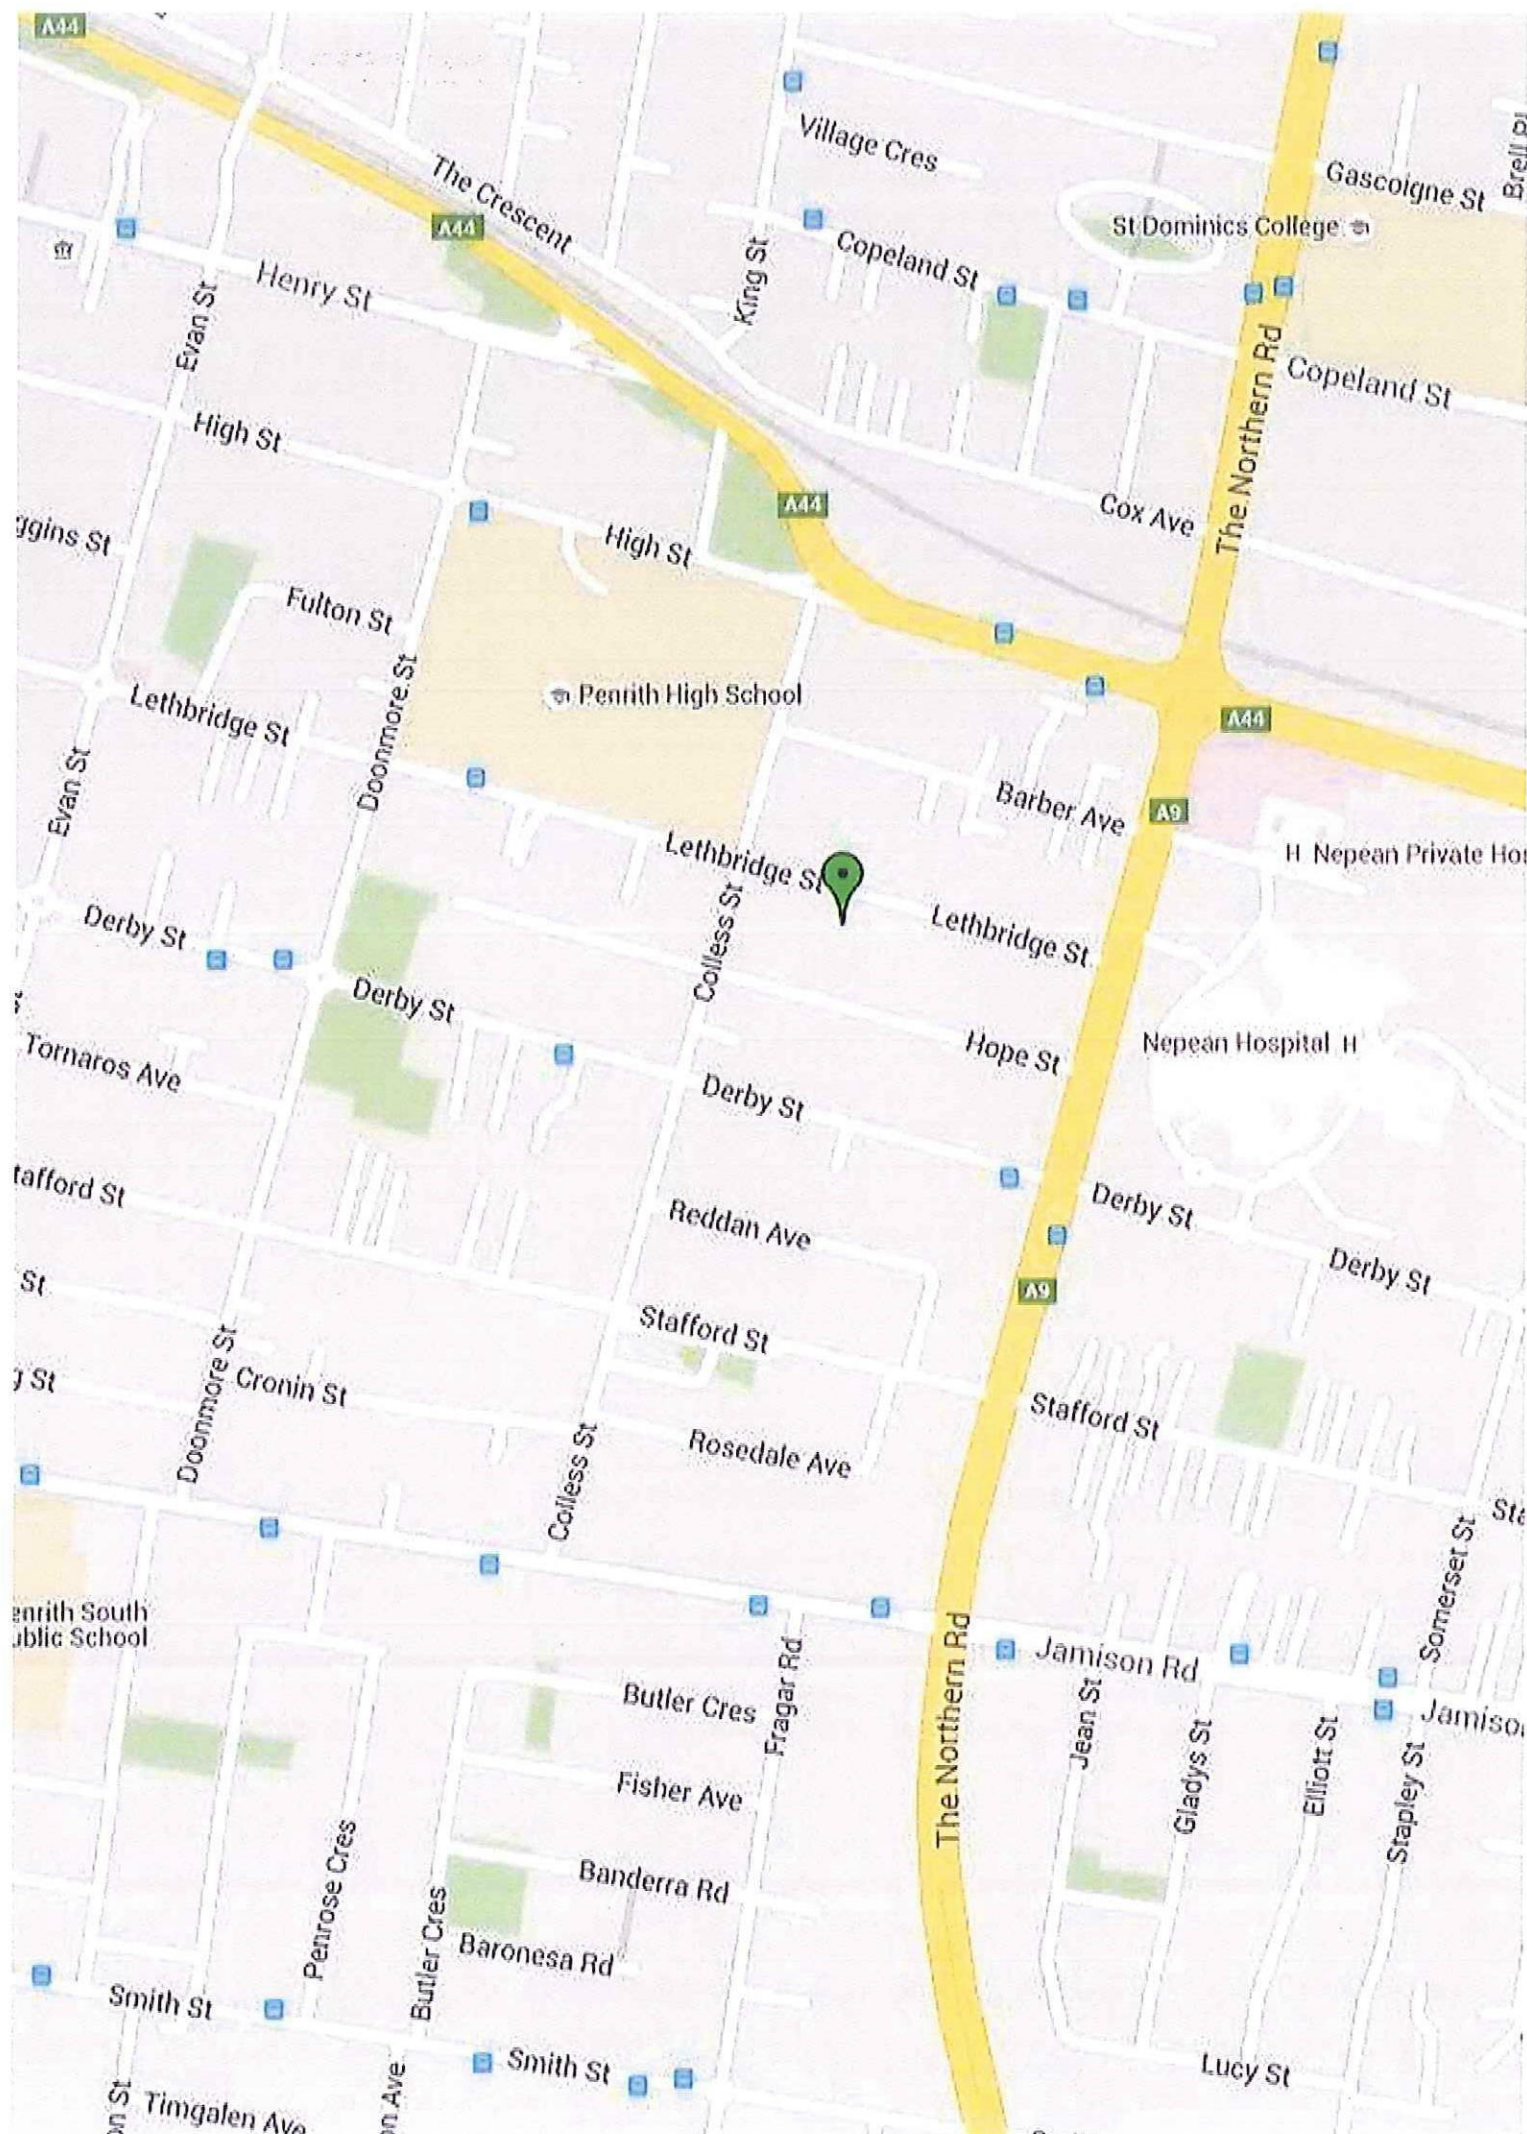 A44
Village Cres
The Crescent
Gascoigne St
Brell Pl
A44
St Dominics College
King St
Copeland St
Henry St
Evan St
The Northern Rd
Copeland St
High St
A44
Cox Ave
ggins St
High St
Fulton St
Doonmore St
Penrith High School
Lethbridge St
A44
Evan St
Barber Ave
A9
Lethbridge St
H Nepean Private Hos
Colless St
Derby St
Lethbridge St
Derby St
Tornaros Ave
Hope St
Nepean Hospital H
Derby St
tafford St
Reddan Ave
Derby St
Derby St
St
A9
Stafford St
Doonmore St
g St
Cronin St
Stafford St
Colless St
Rosedale Ave
Sta
Somerset St
enrith South
ublic School
The Northern Rd
Jamison Rd
Fragar Rd
Butler Cres
Jean St
Gladys St
Elliott St
Stapley St
Jamiso
Fisher Ave
Penrose Cres
Banderra Rd
Butler Cres
Baronesa Rd
Smith St
Smith St
Lucy St
on St
Timgalen Ave
on Ave